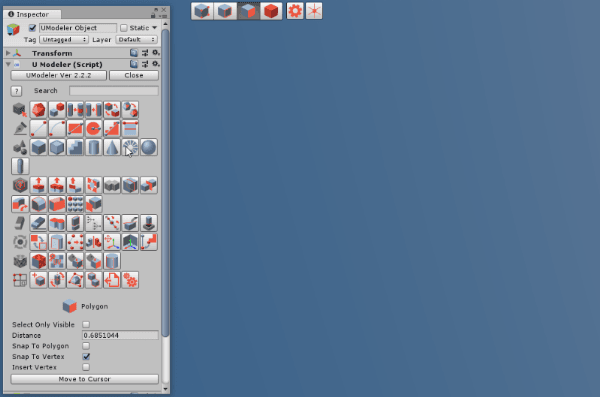 Inspector
UModeler Object Static
Tag Untagged Layer Default
Transform
U Modeler (Script)
UModeler Ver 2.2.2 Close
? Search
Polygon
Select Only Visible
Distance 0.6851044
Snap To Polygon
Snap To Vertex
Insert Vertex
Move to Cursor